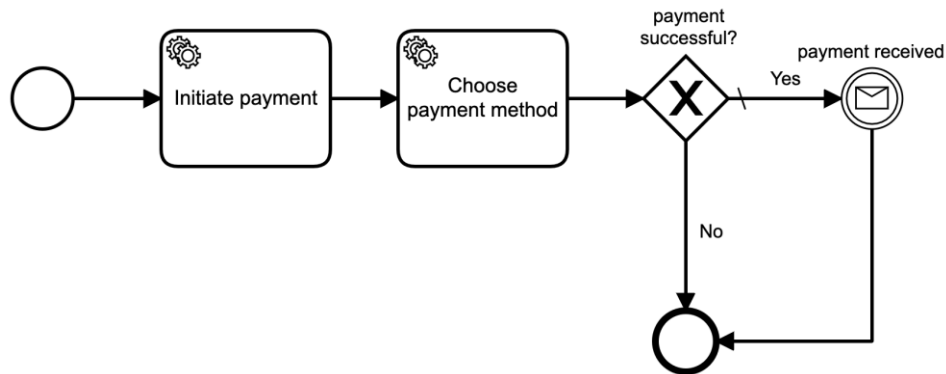 payment
successful?
payment received
Initiate payment
Choose
payment method
Yes
No